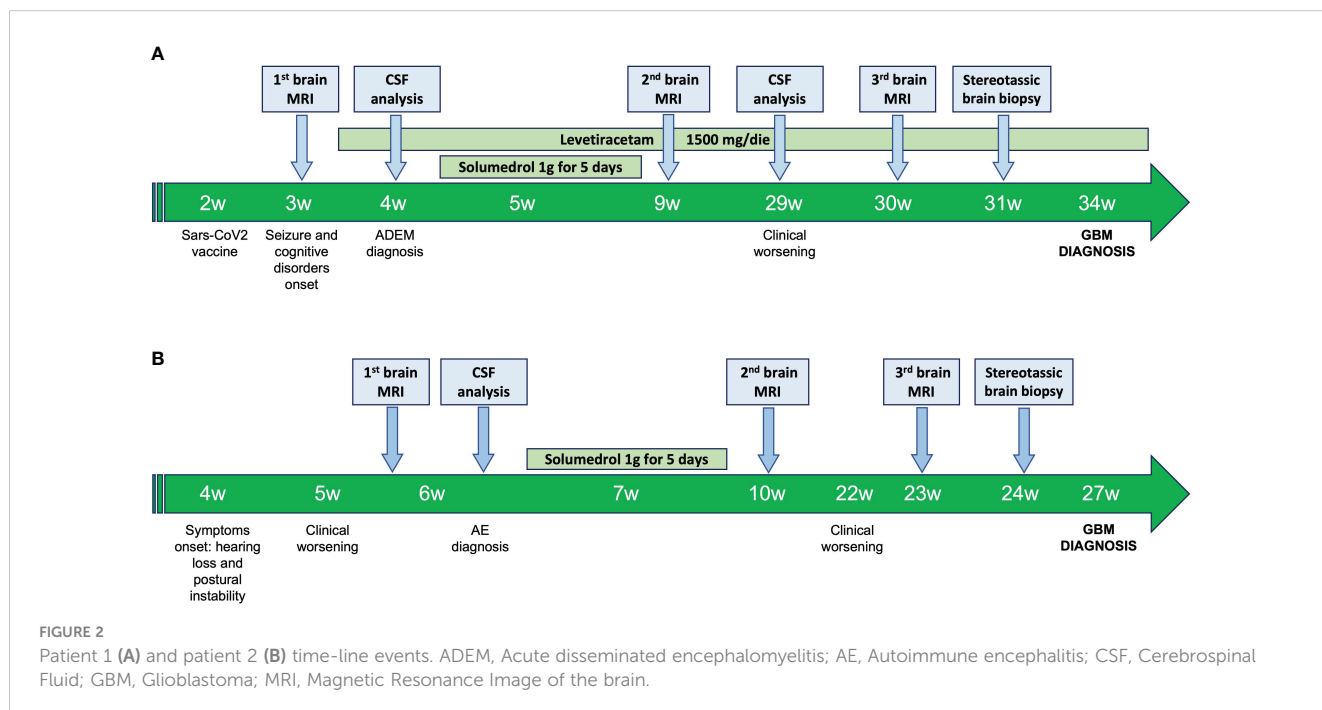 A
1st brain
MRI
CSF
analysis
2nd brain
MRI
CSF
analysis
3rd brain
MRI
Stereotassic
brain biopsy
Levetiracetam 1500 mg/die
Solumedrol 1g for 5 days
2w 3w 4w 5w 9w 29w 30w 31w 34w
Sars-CoV2
vaccine
Seizure and
cognitive
disorders
onset
ADEM
diagnosis
Clinical
worsening
GBM
DIAGNOSIS
B
1st brain
MRI
CSF
analysis
2nd brain
MRI
3rd brain
MRI
Stereotassic
brain biopsy
Solumedrol 1g for 5 days
4w 5w 6w 7w 10w 22w 23w 24w 27w
Symptoms
onset: hearing
loss and
postural
instability
Clinical
worsening
AE
diagnosis
Clinical
worsening
GBM
DIAGNOSIS
FIGURE 2
Patient 1 (A) and patient 2 (B) time-line events. ADEM, Acute disseminated encephalomyelitis; AE, Autoimmune encephalitis; CSF, Cerebrospinal
Fluid; GBM, Glioblastoma; MRI, Magnetic Resonance Image of the brain.